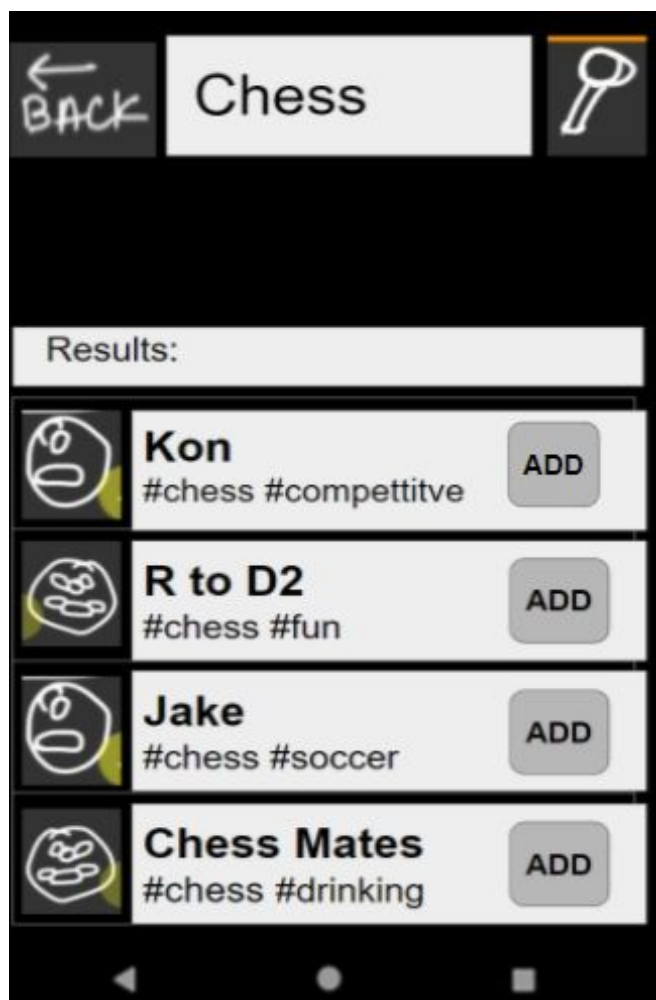 BACK
Chess
Results:
Kon
#chess #compettitve
ADD
R to D2
#chess #fun
ADD
Jake
#chess #soccer
ADD
Chess Mates
#chess #drinking
ADD